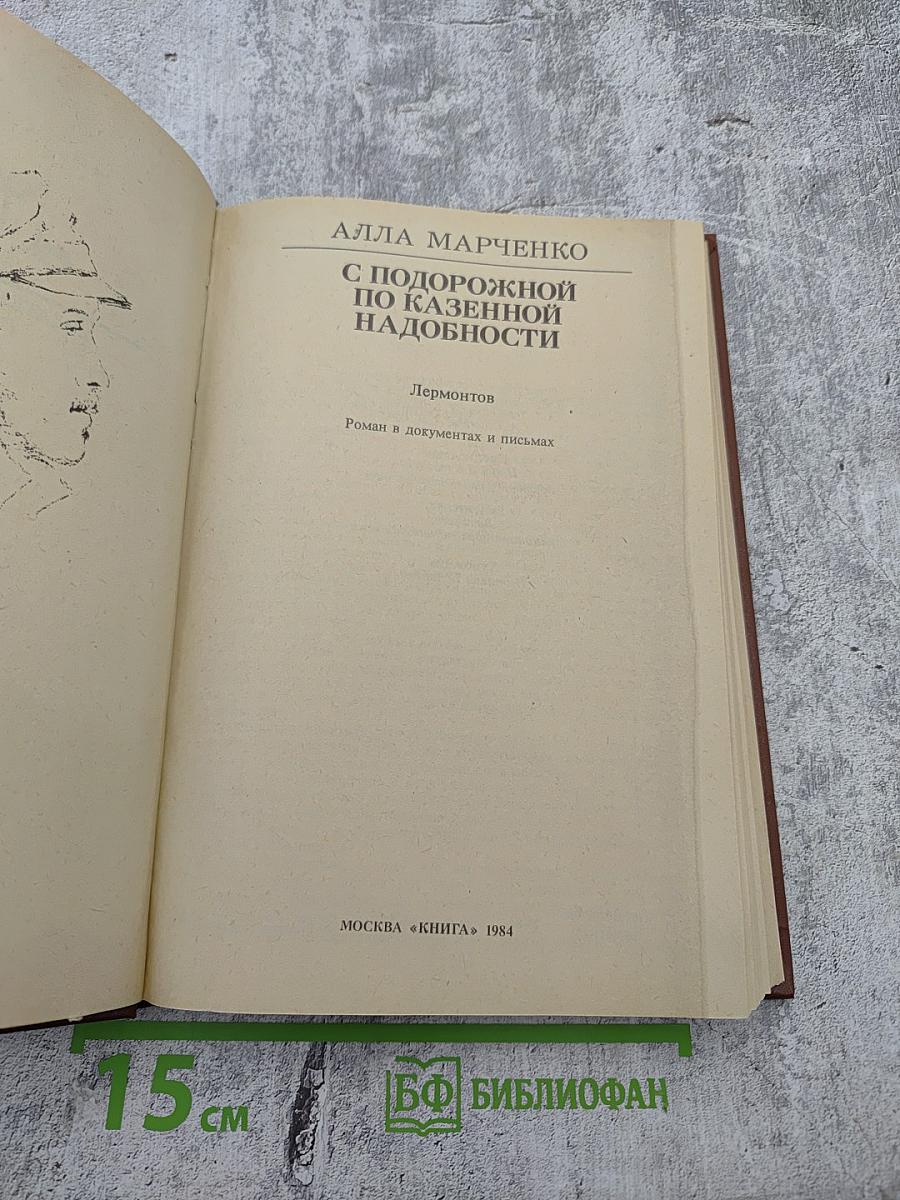 АЛЛА МАРЧЕНКО
С ПОДОРОЖНОЙ
ПО КАЗЕННОЙ
НАДОБНОСТИ
Лермонтов
Роман в документах и письмах
МОСКВА «КНИГА» 1984
15 см
БФ БИБЛИОФАН